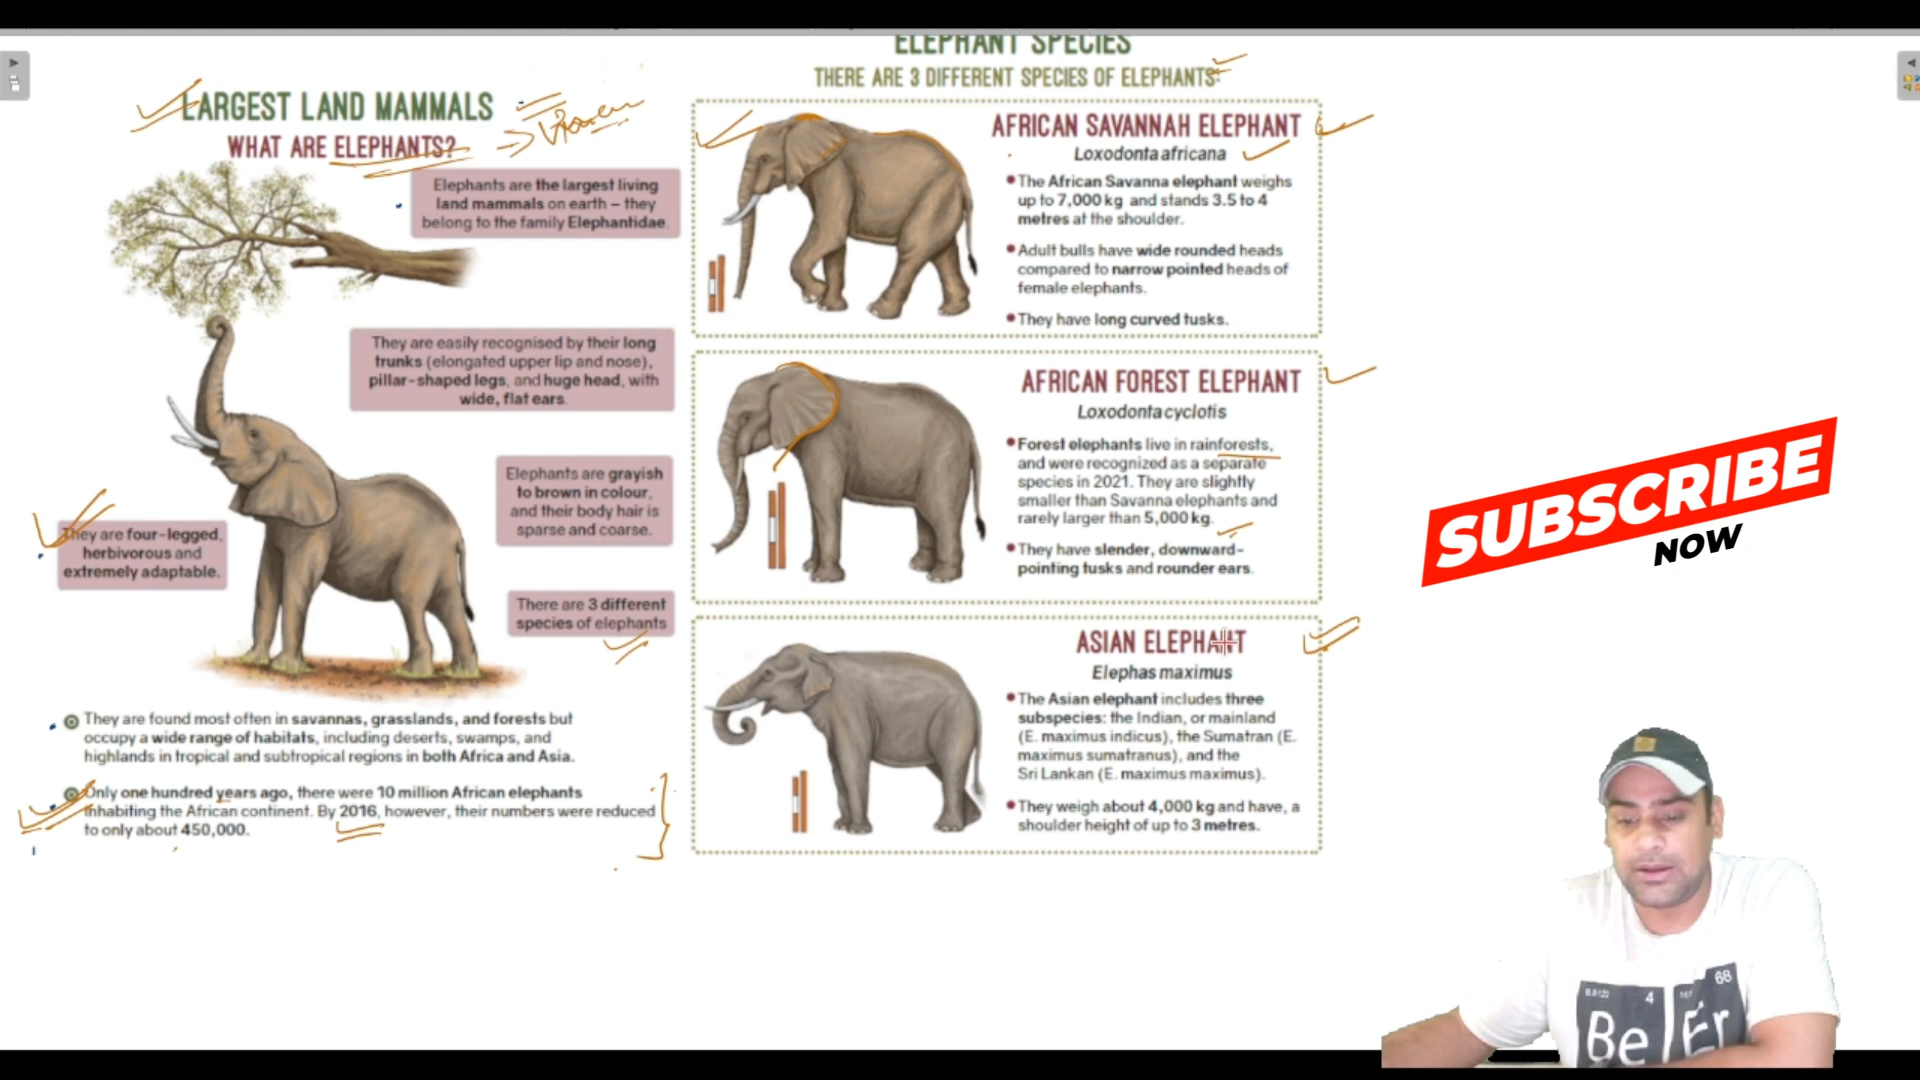 LARGEST LAND MAMMALS
WHAT ARE ELEPHANTS?
Elephants are the largest living
land mammals on earth – they
belong to the family Elephantidae.
They are easily recognised by their long
trunks (elongated upper lip and nose),
pillar-shaped legs, and huge head, with
wide, flat ears.
Elephants are grayish
to brown in colour,
and their body hair is
sparse and coarse.
They are four-legged,
herbivorous and
extremely adaptable.
There are 3 different
species of elephants
They are found most often in savannas, grasslands, and forests but
occupy a wide range of habitats, including deserts, swamps, and
highlands in tropical and subtropical regions in both Africa and Asia.
Only one hundred years ago, there were 10 million African elephants
inhabiting the African continent. By 2016, however, their numbers were reduced
to only about 450,000.
ELEPHANT SPECIES
THERE ARE 3 DIFFERENT SPECIES OF ELEPHANTS:
AFRICAN SAVANNAH ELEPHANT
Loxodonta africana
The African Savanna elephant weighs
up to 7,000 kg and stands 3.5 to 4
metres at the shoulder.
Adult bulls have wide rounded heads
compared to narrow pointed heads of
female elephants.
They have long curved tusks.
AFRICAN FOREST ELEPHANT
Loxodonta cyclotis
Forest elephants live in rainforests,
and were recognized as a separate
species in 2021. They are slightly
smaller than Savanna elephants and
rarely larger than 5,000 kg.
They have slender, downward-
pointing tusks and rounder ears.
ASIAN ELEPHANT
Elephas maximus
The Asian elephant includes three
subspecies: the Indian, or mainland
(E. maximus indicus), the Sumatran (E.
maximus sumatranus), and the
Sri Lankan (E. maximus maximus).
They weigh about 4,000 kg and have, a
shoulder height of up to 3 metres.
SUBSCRIBE
NOW
4
68
Be Er